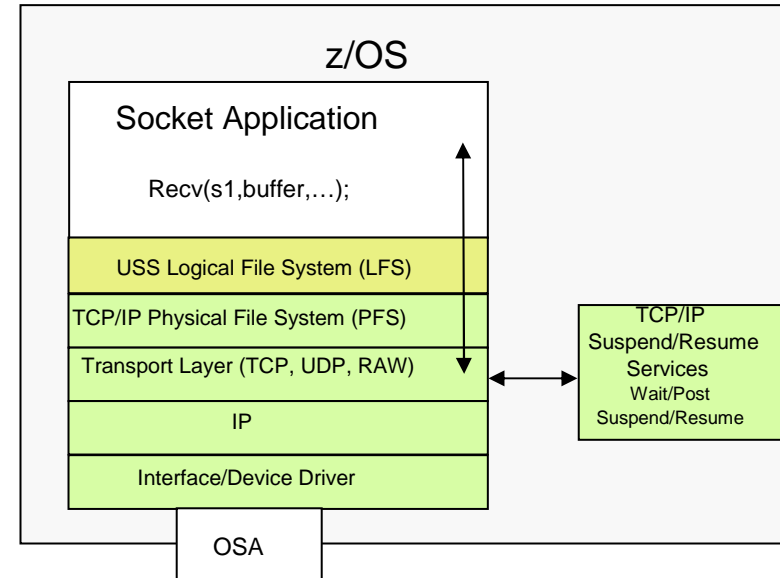 z/OS
Socket Application
Recv(s1,buffer,…);
USS Logical File System (LFS)
TCP/IP Physical File System (PFS)
Transport Layer (TCP, UDP, RAW)
IP
Interface/Device Driver
OSA
TCP/IP
Suspend/Resume
Services
Wait/Post
Suspend/Resume